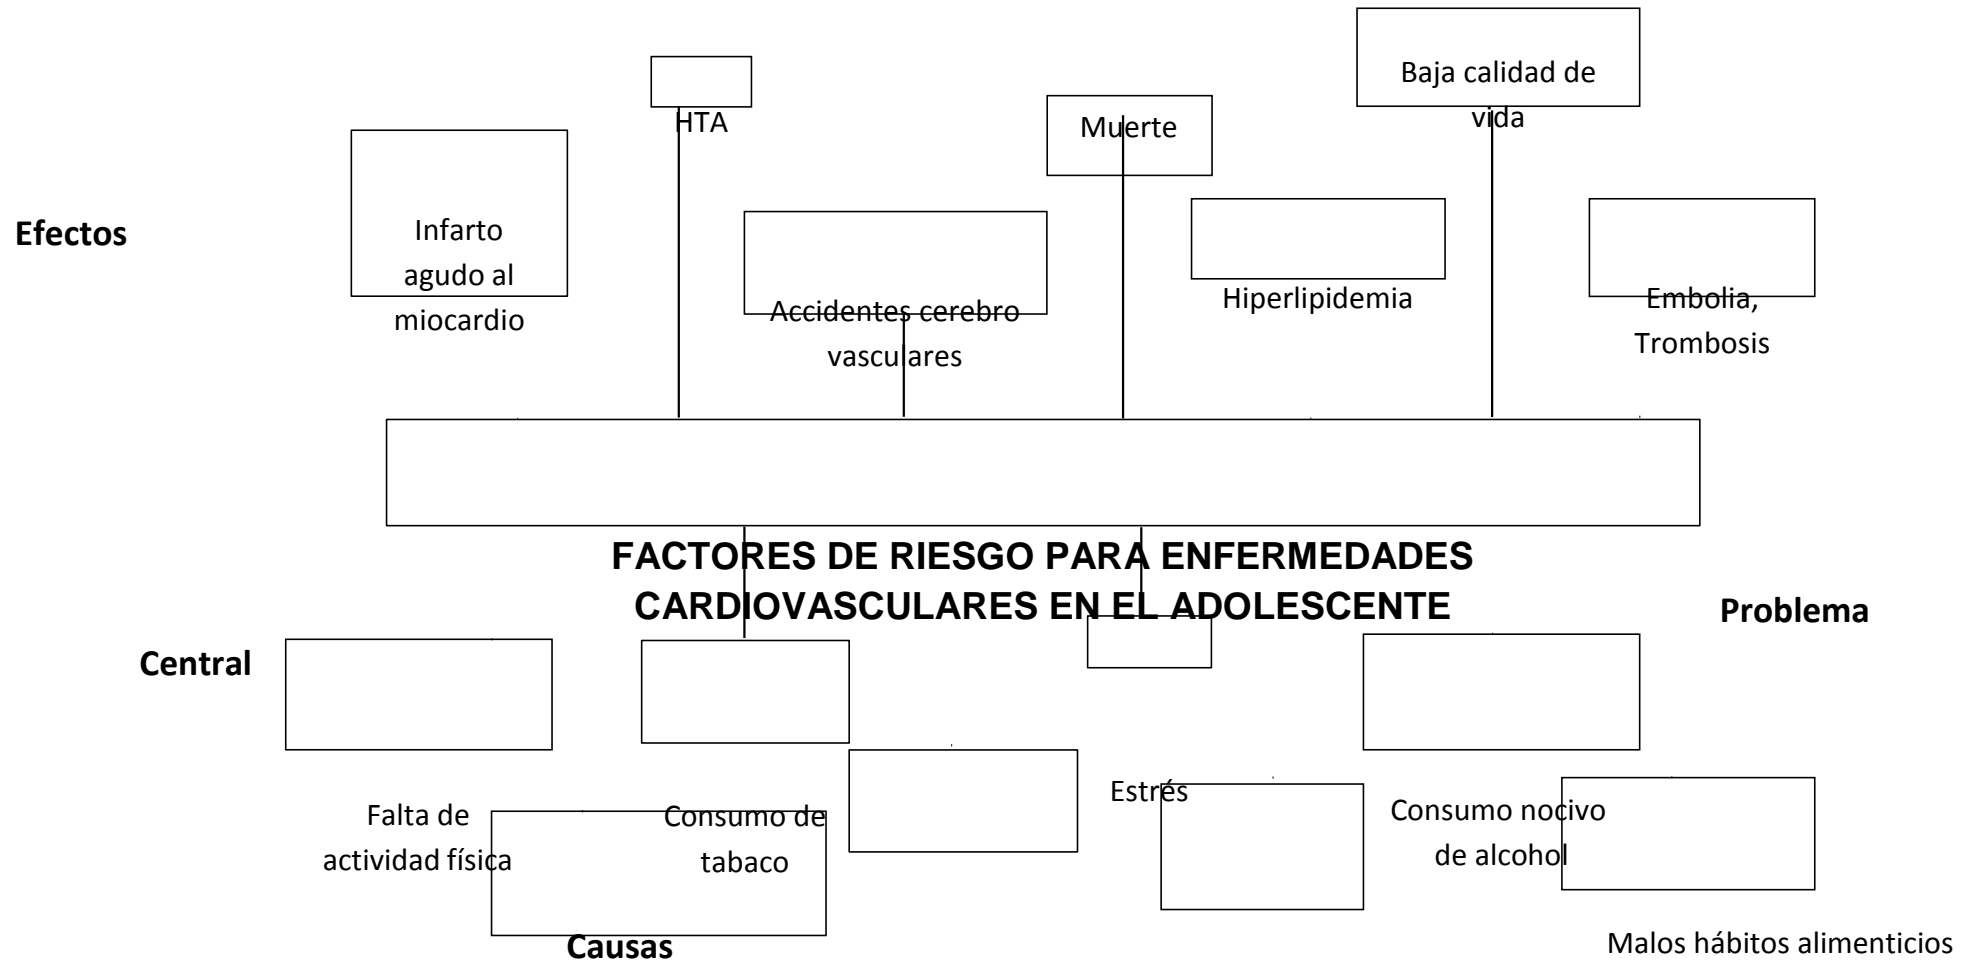 Baja calidad de
vida
HTA
Muerte
Efectos
Infarto
agudo al
miocardio
Accidentes cerebro
vasculares
Hiperlipidemia
Embolia,
Trombosis
FACTORES DE RIESGO PARA ENFERMEDADES
CARDIOVASCULARES EN EL ADOLESCENTE
Problema
Central
Falta de
actividad física
Consumo de
tabaco
Estrés
Consumo nocivo
de alcohol
Causas
Malos hábitos alimenticios